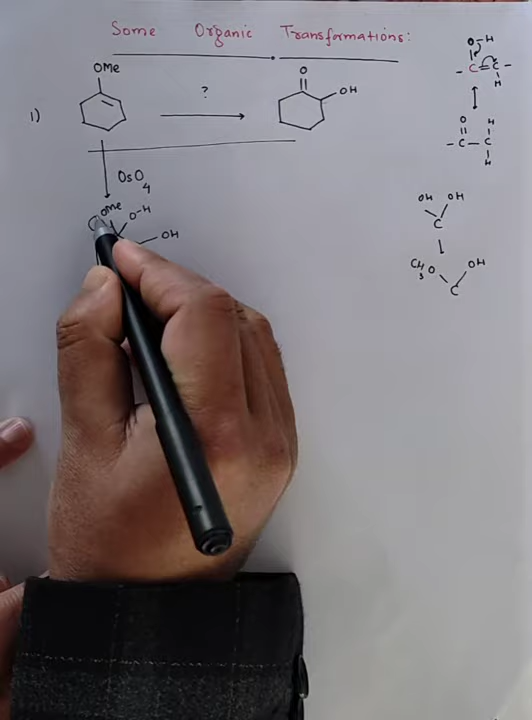 Some Organic Transformations:
OMe
?
O
OH
1)
OsO4
OMe
O-H
OH
O-H
- C = C -
H
O
H
- C - C -
H
OH OH
C
CH3O OH
C